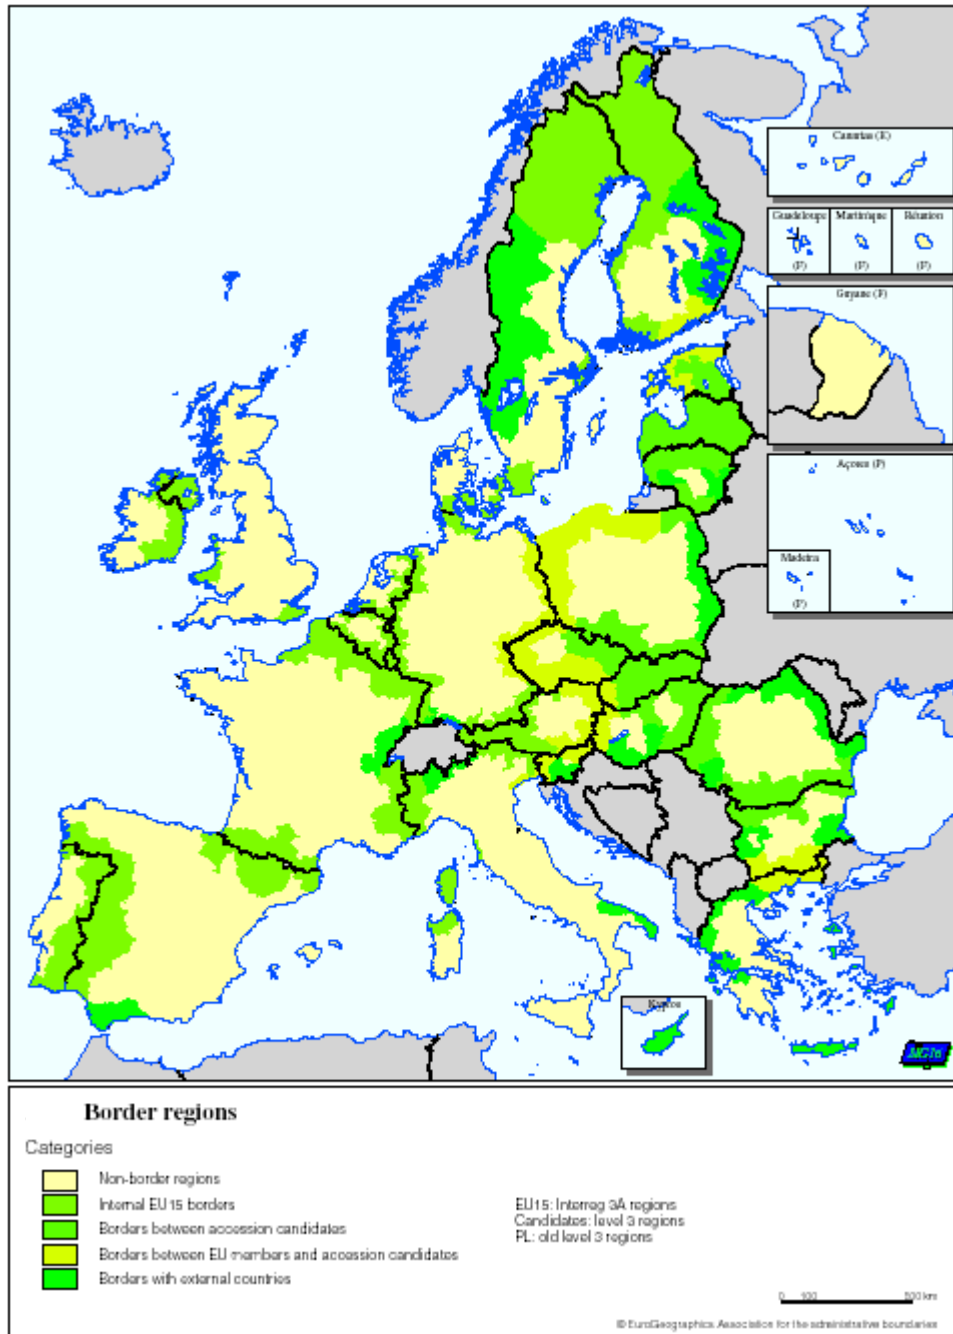 Canarias (E)
Guadeloupe
Martinique
Réunion
(F)
(F)
(F)
Guyane (F)
Açores (P)
Madeira
(P)
Kypros
Border regions
Categories
Non-border regions
Internal EU15 borders
Borders between accession candidates
Borders between EU members and accession candidates
Borders with external countries
EU15: Interreg 3A regions
Candidates: level 3 regions
PL: old level 3 regions
0 100 500 km
© EuroGeographics Association for the administrative boundaries